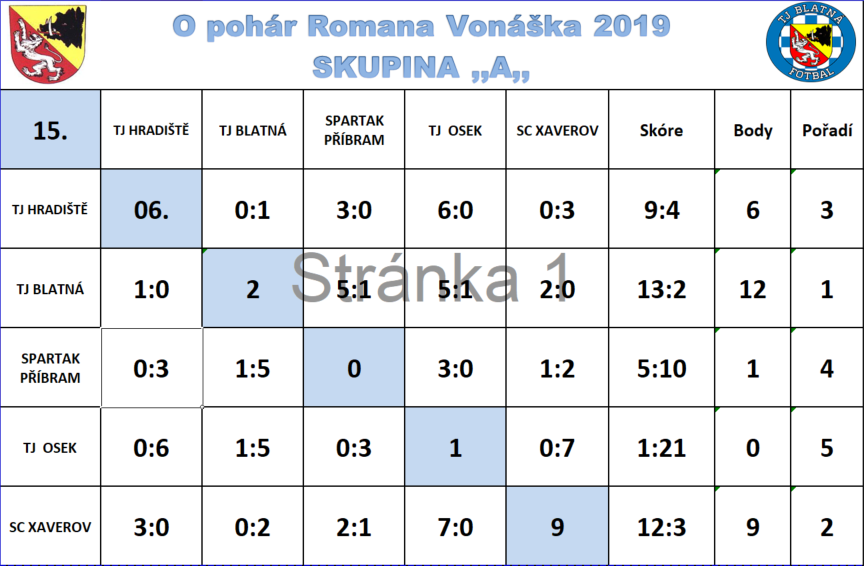 O pohár Romana Vonáška 2019
SKUPINA „A„
TJ BLATNÁ
FOTBAL
15. TJ HRADIŠTĚ TJ BLATNÁ SPARTAK PŘÍBRAM TJ OSEK SC XAVEROV Skóre Body Pořadí
TJ HRADIŠTĚ 06. 0:1 3:0 6:0 0:3 9:4 6 3
Stránka 1
TJ BLATNÁ 1:0 2 5:1 5:1 2:0 13:2 12 1
SPARTAK PŘÍBRAM 0:3 1:5 0 3:0 1:2 5:10 1 4
TJ OSEK 0:6 1:5 0:3 1 0:7 1:21 0 5
SC XAVEROV 3:0 0:2 2:1 7:0 9 12:3 9 2